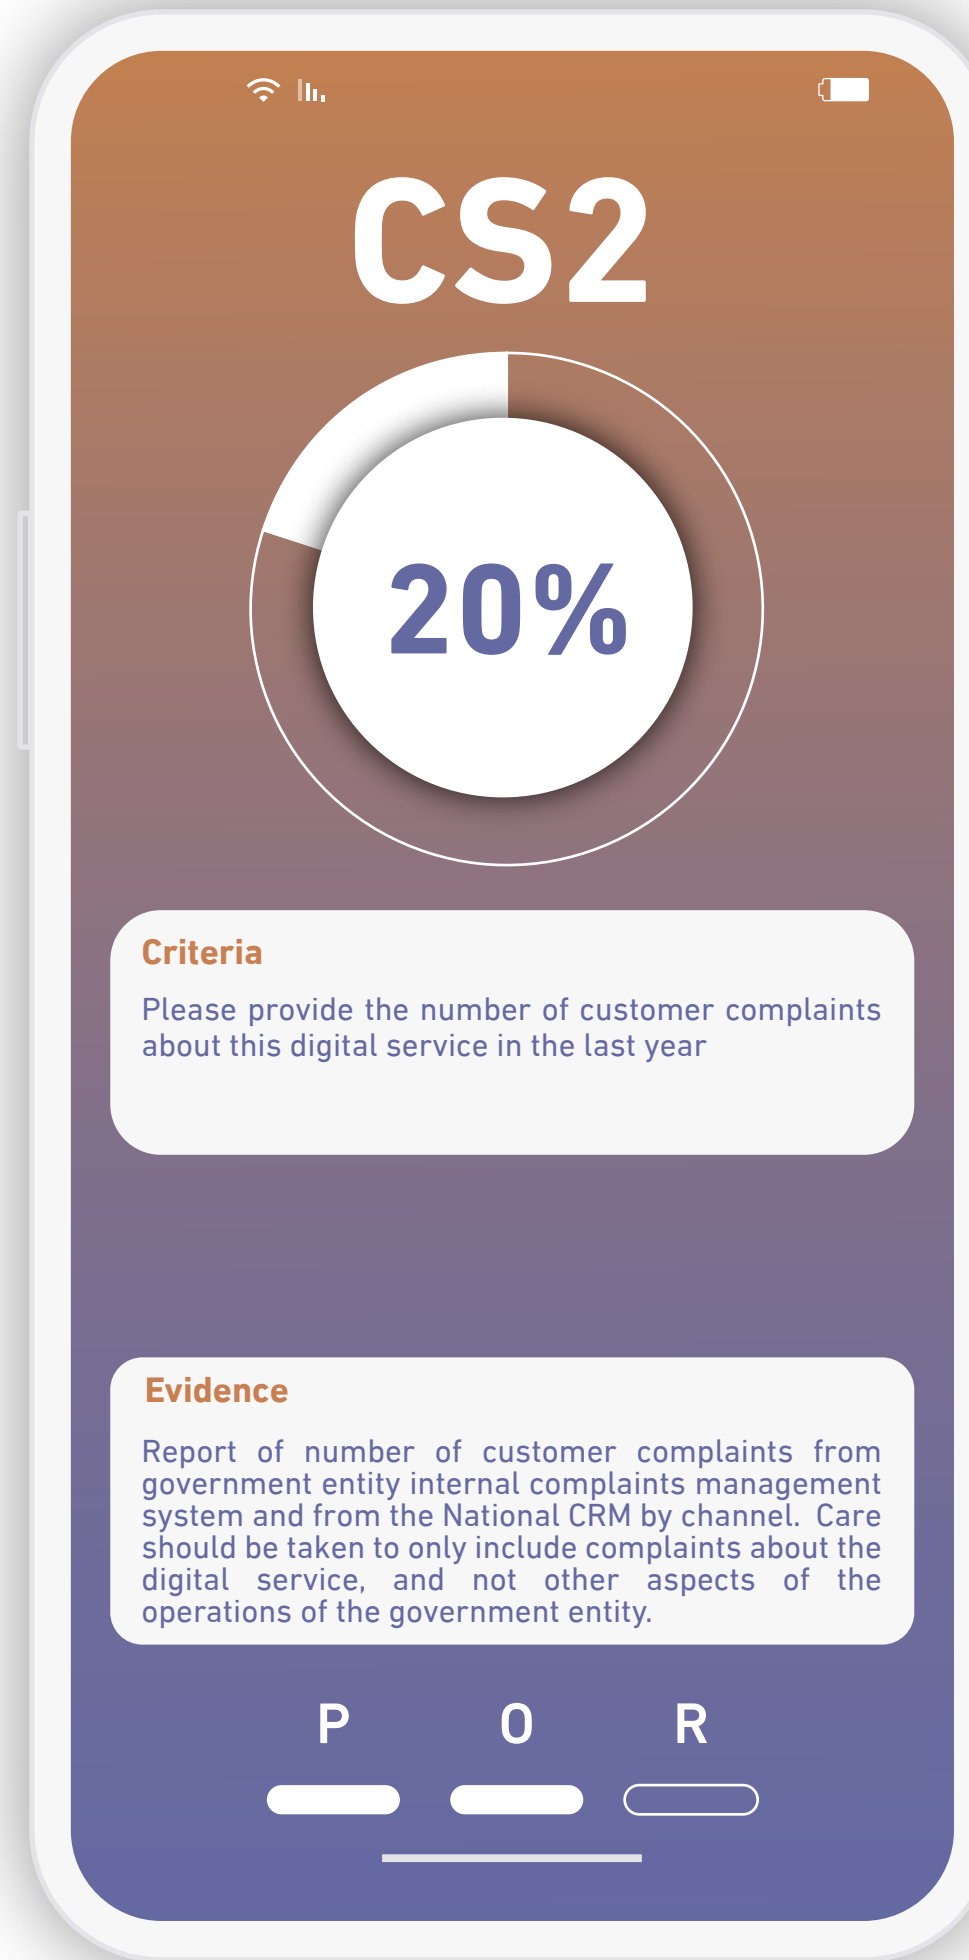 CS2
20%
Criteria
Please provide the number of customer complaints
about this digital service in the last year
Evidence
Report of number of customer complaints from
government entity internal complaints management
system and from the National CRM by channel. Care
should be taken to only include complaints about the
digital service, and not other aspects of the
operations of the government entity.
P O R